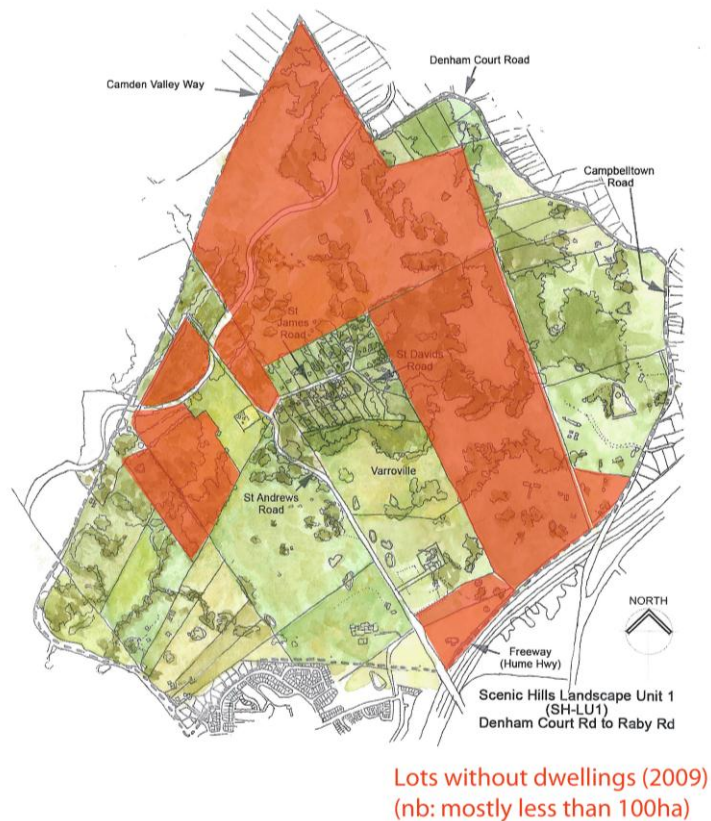 Denham Court Road
Camden Valley Way
Campbelltown
Road
St
James
Road
St Davids
Road
Varroville
St Andrews
Road
NORTH
Freeway
(Hume Hwy)
Scenic Hills Landscape Unit 1
(SH-LU1)
Denham Court Rd to Raby Rd
Lots without dwellings (2009)
(nb: mostly less than 100ha)